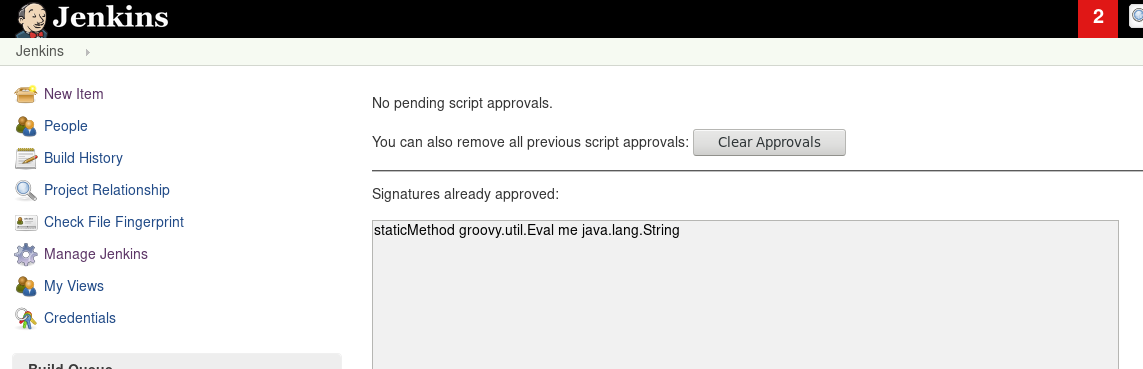 Jenkins
2
Jenkins
New Item
People
Build History
Project Relationship
Check File Fingerprint
Manage Jenkins
My Views
Credentials
Build Queue
No pending script approvals.
You can also remove all previous script approvals: Clear Approvals
Signatures already approved:
staticMethod groovy.util.Eval me java.lang.String